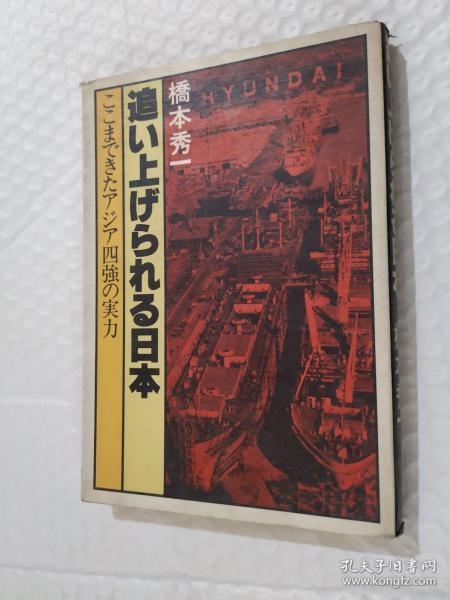 HYUNDAI
橋本秀一
追い上げられる日本
ここまできたアジア四強の実力
孔夫子旧书网
www.kongfz.com